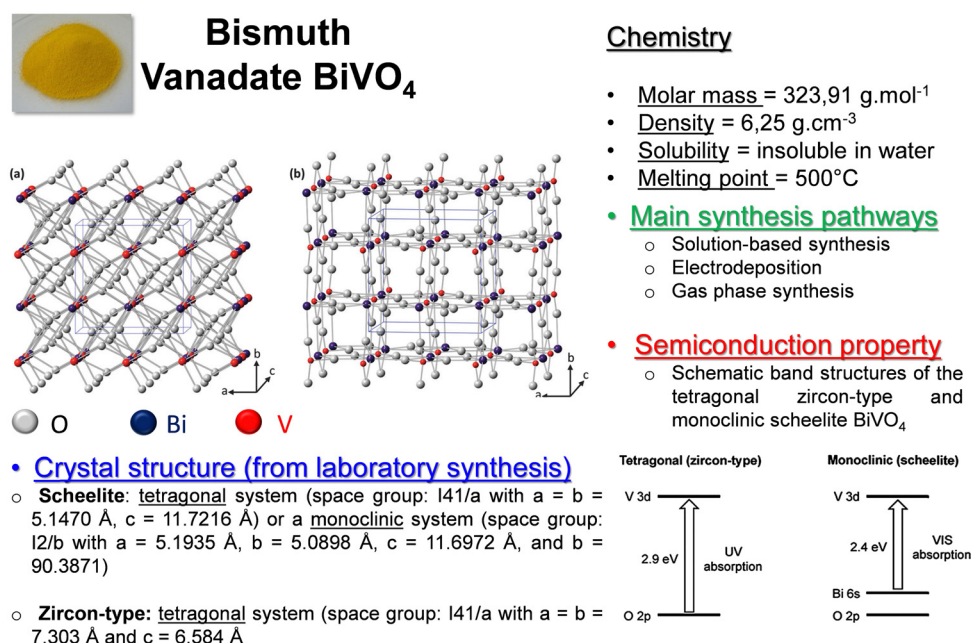 Bismuth
Vanadate BiVO₄
(a)
(b)
b
c
a
b
c
a
O
Bi
V
• Crystal structure (from laboratory synthesis)
o Scheelite: tetragonal system (space group: I41/a with a = b =
5.1470 Å, c = 11.7216 Å) or a monoclinic system (space group:
I2/b with a = 5.1935 Å, b = 5.0898 Å, c = 11.6972 Å, and b =
90.3871)
o Zircon-type: tetragonal system (space group: I41/a with a = b =
7.303 Å and c = 6.584 Å
Chemistry
• Molar mass = 323,91 g.mol⁻¹
• Density = 6,25 g.cm⁻³
• Solubility = insoluble in water
• Melting point = 500°C
• Main synthesis pathways
o Solution-based synthesis
o Electrodeposition
o Gas phase synthesis
• Semiconduction property
o Schematic band structures of the
tetragonal zircon-type and
monoclinic scheelite BiVO₄
Tetragonal (zircon-type)
V 3d
2.9 eV
UV
absorption
O 2p
Monoclinic (scheelite)
V 3d
2.4 eV
VIS
absorption
Bi 6s
O 2p